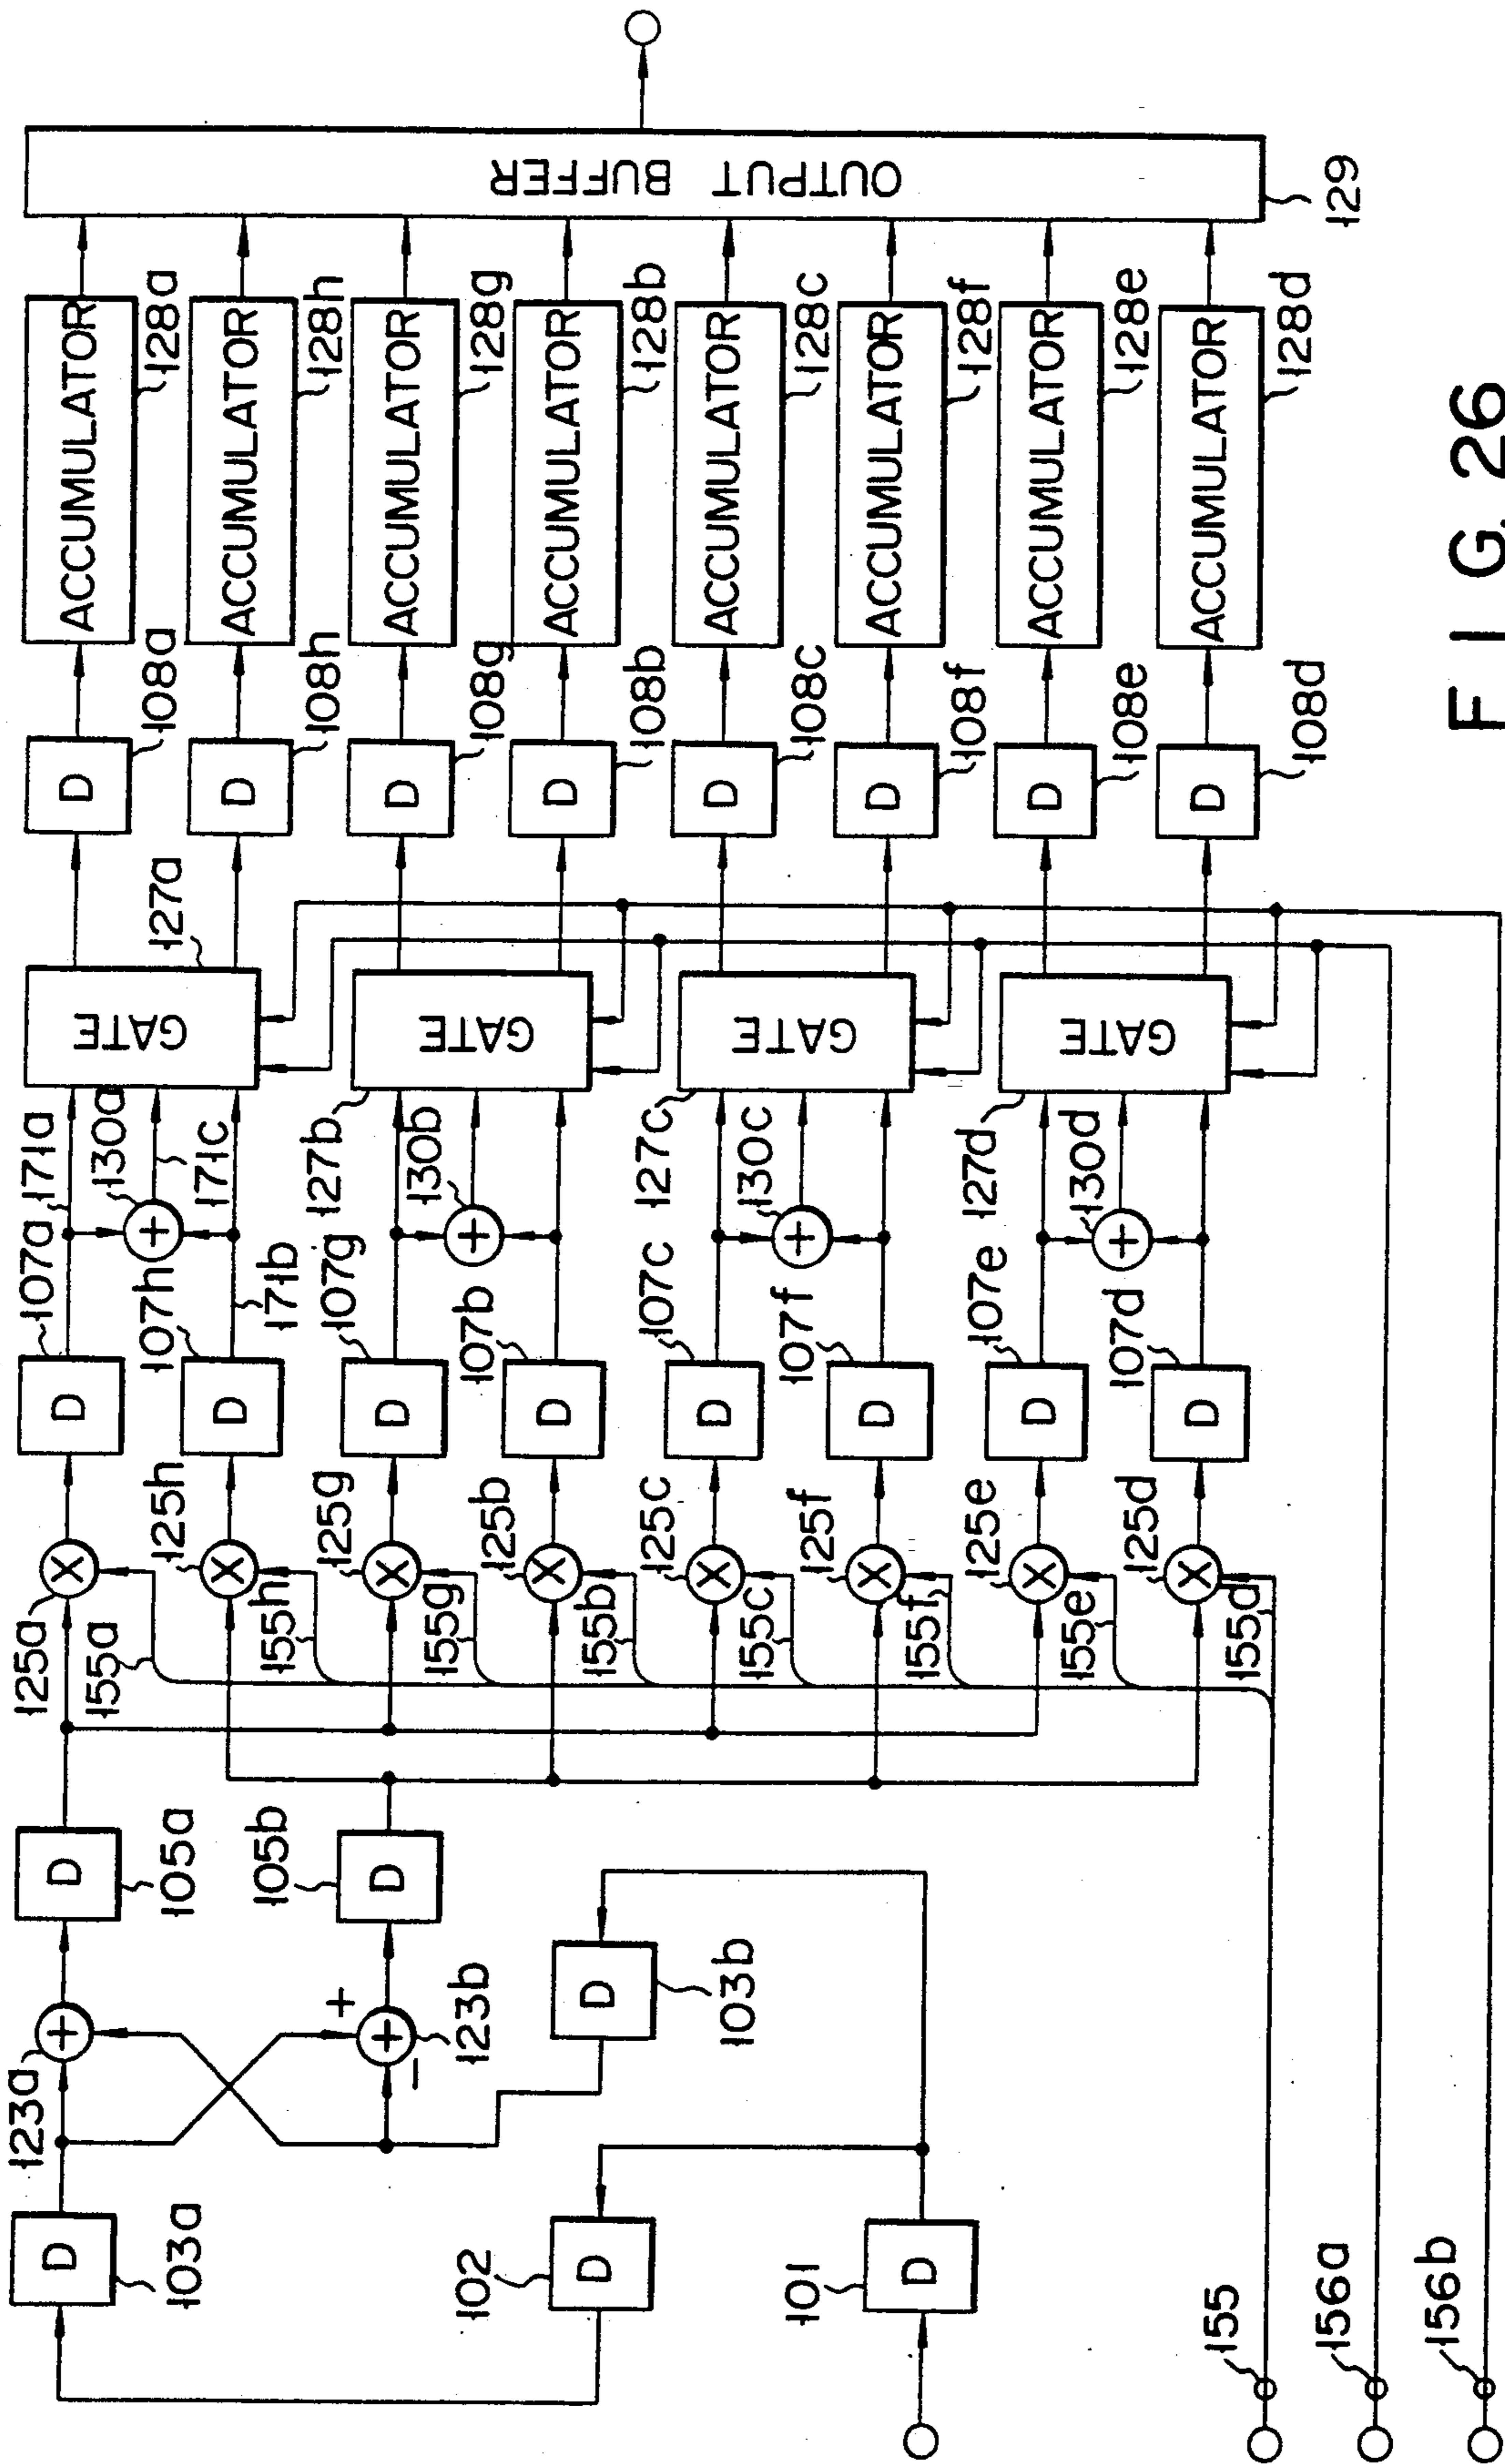 D
103a
123a
D
105a
125a
155a
D
107a
171a
130a
171c
GATE
127a
D
108a
ACCUMULATOR
128a
125h
155h
D
107h
171b
D
108h
ACCUMULATOR
128h
123b
D
105b
125g
155g
D
107g
127b
GATE
130b
D
108g
ACCUMULATOR
128g
D
102
D
103b
125b
155b
D
107b
D
108b
ACCUMULATOR
128b
125c
155c
D
107c
127c
GATE
130c
D
108c
ACCUMULATOR
128c
D
101
125f
155f
D
107f
D
108f
ACCUMULATOR
128f
125e
155e
D
107e
127d
GATE
130d
D
108e
ACCUMULATOR
128e
125d
155d
D
107d
D
108d
ACCUMULATOR
128d
OUTPUT BUFFER
129
155
156a
156b
FIG. 26